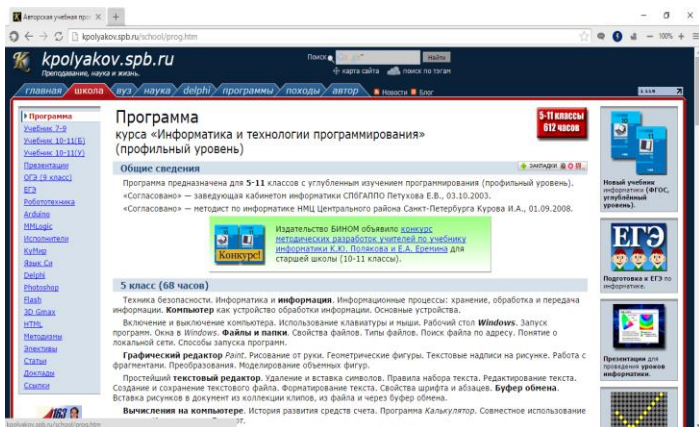 Авторская учебная про
kpolyakov.spb.ru/school/prog.htm
100%
kpolyakov.spb.ru
Преподавание, наука и жизнь.
Поиск
Найти
карта сайта
поиск по тэгам
главная школа вуз наука delphi программы походы автор Новости Блог
Программа
Учебник 7-9
Учебник 10-11(Б)
Учебник 10-11(У)
Презентации
ОГЭ (9 класс)
ЕГЭ
Робототехника
Arduino
MMLogic
Исполнители
КуМир
Язык Си
Delphi
Photoshop
Flash
3D Gmax
HTML
Методизмы
Элективы
Статьи
Доклады
Ссылки
Программа
курса «Информатика и технологии программирования»
(профильный уровень)
5-11 классы
612 часов
Общие сведения
ЗАКЛАДКИ
Программа предназначена для 5-11 классов с углубленным изучением программирования (профильный уровень).
«Согласовано» — заведующая кабинетом информатики СПбГАППО Петухова Е.В., 03.10.2003.
«Согласовано» — методист по информатике НМЦ Центрального района Санкт-Петербурга Курова И.А., 01.09.2008.
Конкурс!
Издательство БИНОМ объявило конкурс
методических разработок учителей по учебнику
информатики К.Ю. Полякова и Е.А. Еремина для
старшей школы (10-11 классы).
5 класс (68 часов)
Техника безопасности. Информатика и информация. Информационные процессы: хранение, обработка и передача
информации. Компьютер как устройство обработки информации. Основные устройства.
Включение и выключение компьютера. Использование клавиатуры и мыши. Рабочий стол Windows. Запуск
программ. Окна в Windows. Файлы и папки. Свойства файлов. Типы файлов. Поиск файла по адресу. Понятие о
локальной сети. Способы запуска программ.
Графический редактор Paint. Рисование от руки. Геометрические фигуры. Текстовые надписи на рисунке. Работа с
фрагментами. Преобразования. Моделирование объемных фигур.
Простейший текстовый редактор. Удаление и вставка символов. Правила набора текста. Редактирование текста.
Создание и сохранение текстового файла. Форматирование текста. Свойства шрифта и абзацев. Буфер обмена.
Вставка рисунков в документ из коллекции клипов, из файла и через буфер обмена.
Вычисления на компьютере. История развития средств счета. Программа Калькулятор. Совместное использование
Новый учебник
информатики (ФГОС,
углублённый
уровень).
ЕГЭ
Подготовка к ЕГЭ по
информатике.
Презентации для
проведения уроков
информатики.
kpolyakov.spb.ru/school/prog.htm